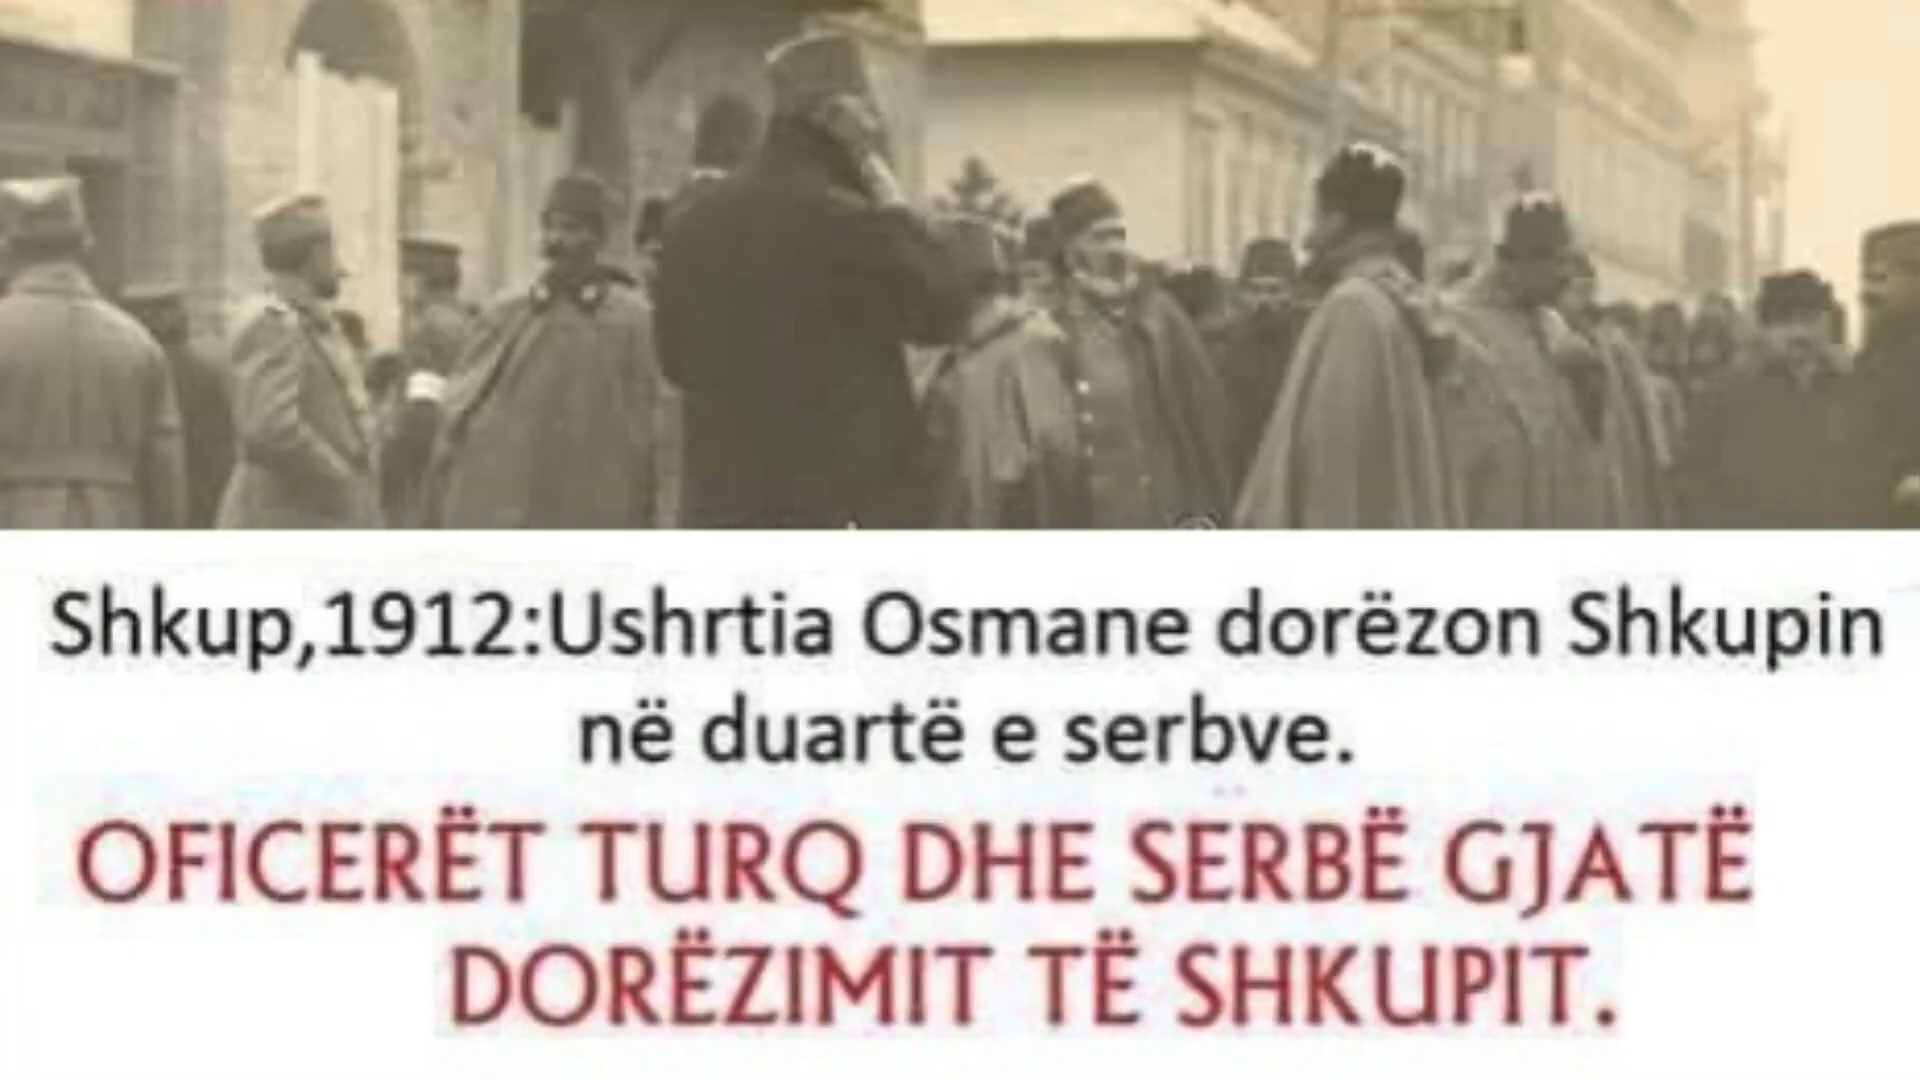 Shkup,1912:Ushrtia Osmane dorëzon Shkupin
në duartë e serbve.
OFICERËT TURQ DHE SERBË GJATË
DORËZIMIT TË SHKUPIT.